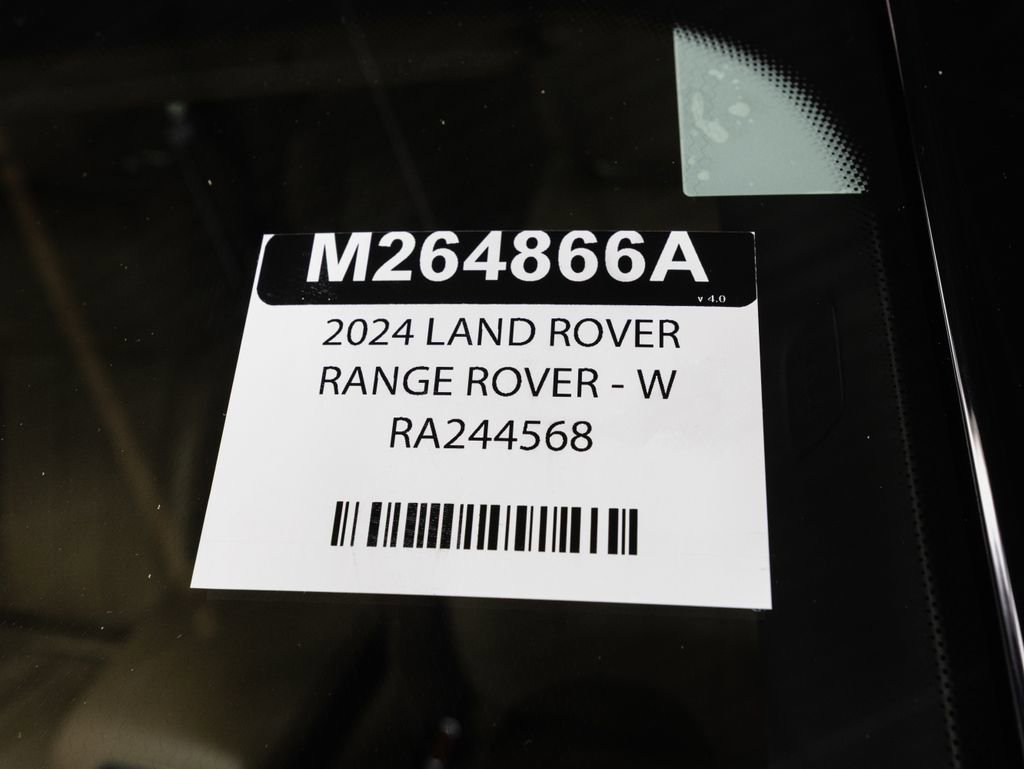 M264866A
v 4.0
2024 LAND ROVER
RANGE ROVER - W
RA244568